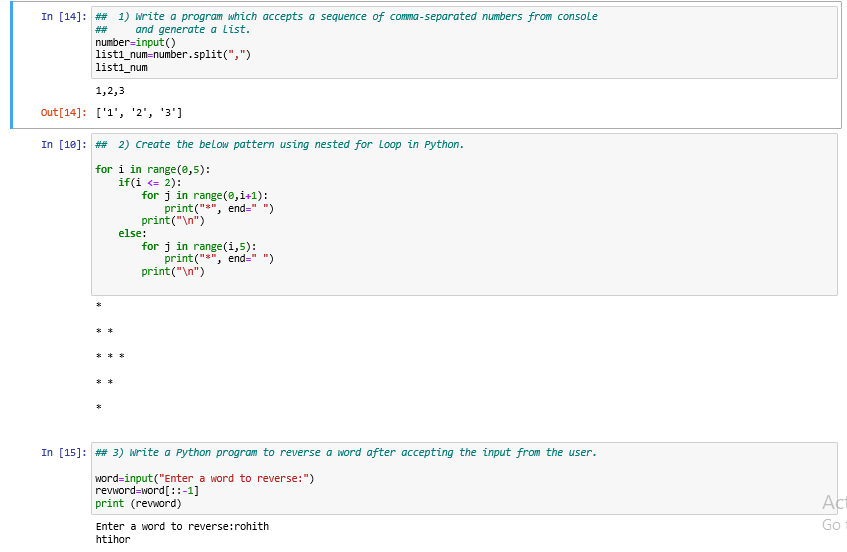 In [14]: ## 1) Write a program which accepts a sequence of comma-separated numbers from console
## and generate a list.
number=input()
list1_num=number.split(",")
list1_num
1,2,3
Out[14]: ['1', '2', '3']
In [10]: ## 2) Create the below pattern using nested for loop in Python.
for i in range(0,5):
    if(i <= 2):
        for j in range(0,i+1):
            print("*", end=" ")
        print("\n")
    else:
        for j in range(i,5):
            print("*", end=" ")
        print("\n")
*
* *
* * *
* *
*
In [15]: ## 3) Write a Python program to reverse a word after accepting the input from the user.
word=input("Enter a word to reverse:")
revword=word[::-1]
print (revword)
Enter a word to reverse:rohith
htihor
Go